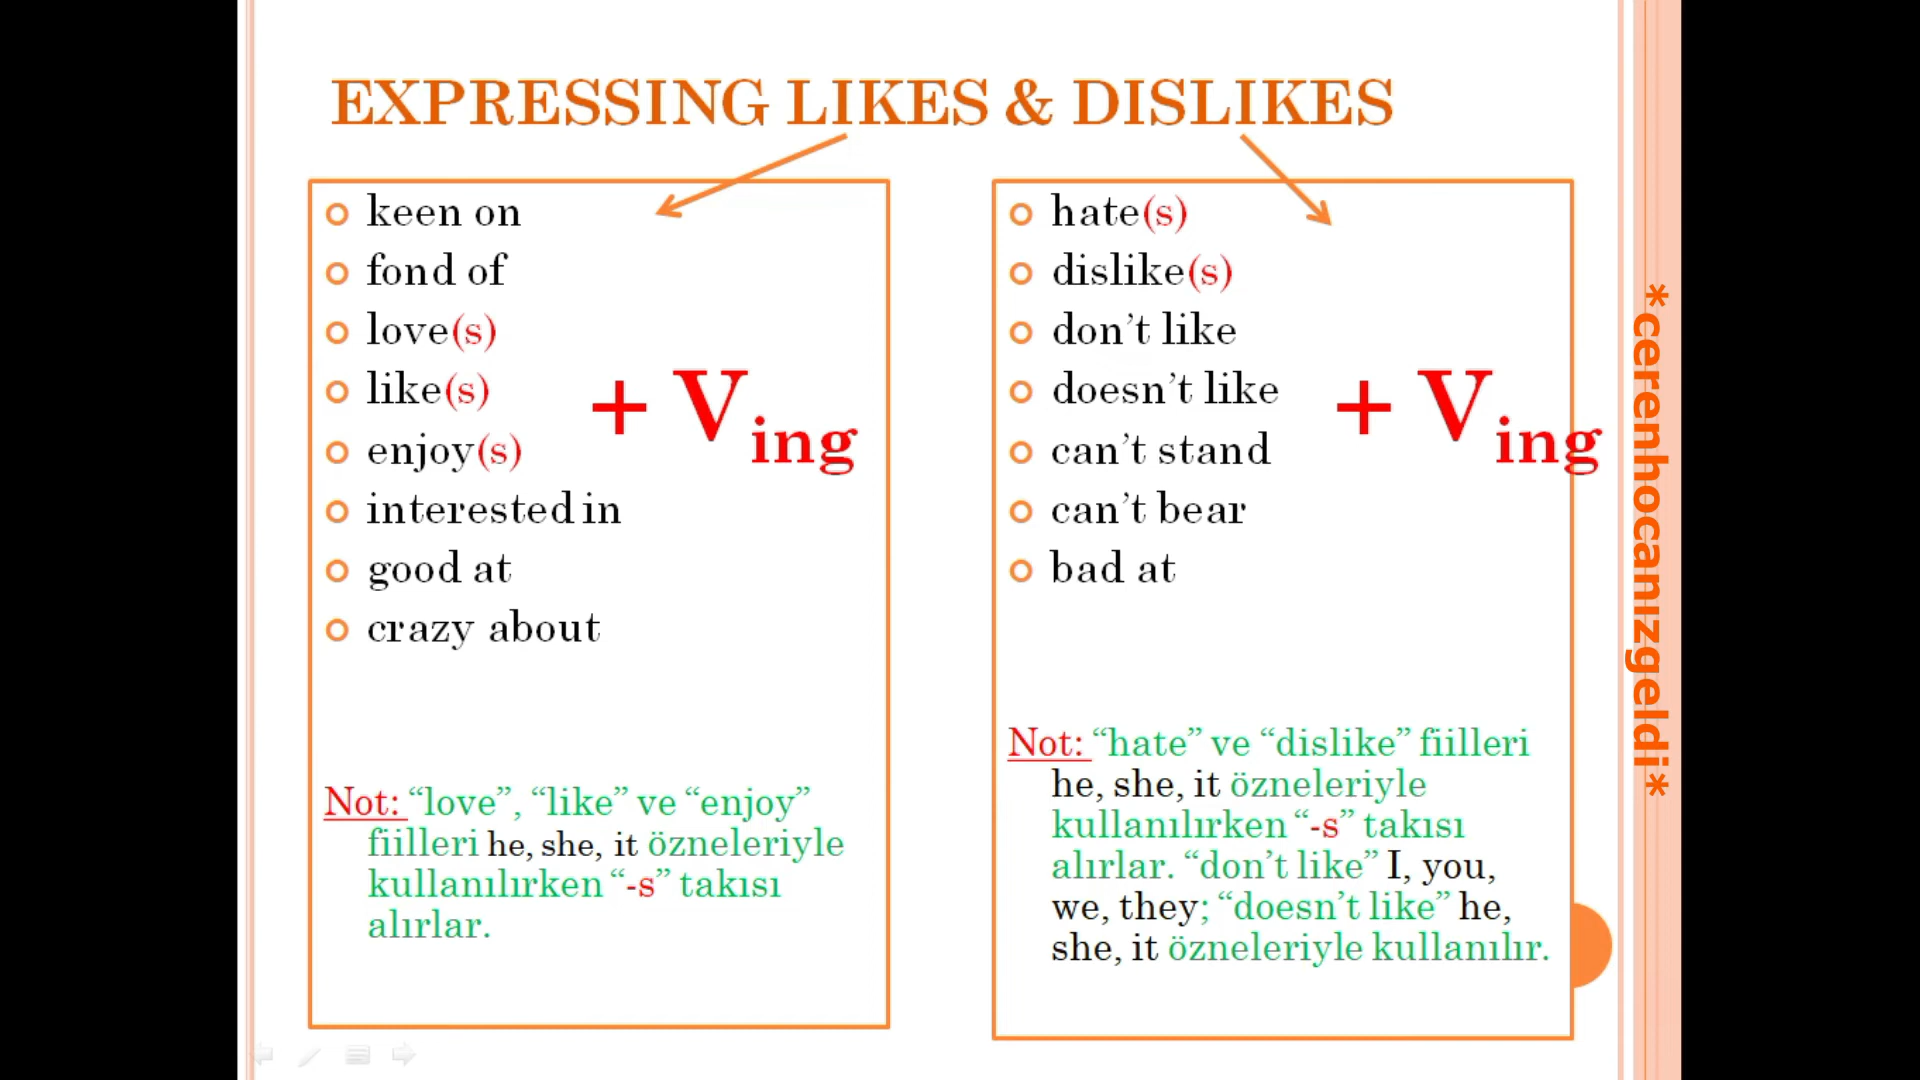 EXPRESSING LIKES & DISLIKES
keen on
fond of
love(s)
like(s)
enjoy(s)
interested in
good at
crazy about
+ Ving
Not: “love”, “like” ve “enjoy”
fiilleri he, she, it özneleriyle
kullanılırken “-s” takısı
alırlar.
hate(s)
dislike(s)
don’t like
doesn’t like
can’t stand
can’t bear
bad at
+ Ving
Not: “hate” ve “dislike” fiilleri
he, she, it özneleriyle
kullanılırken “-s” takısı
alırlar. “don’t like” I, you,
we, they; “doesn’t like” he,
she, it özneleriyle kullanılır.
*cerenhocanızgeldi*